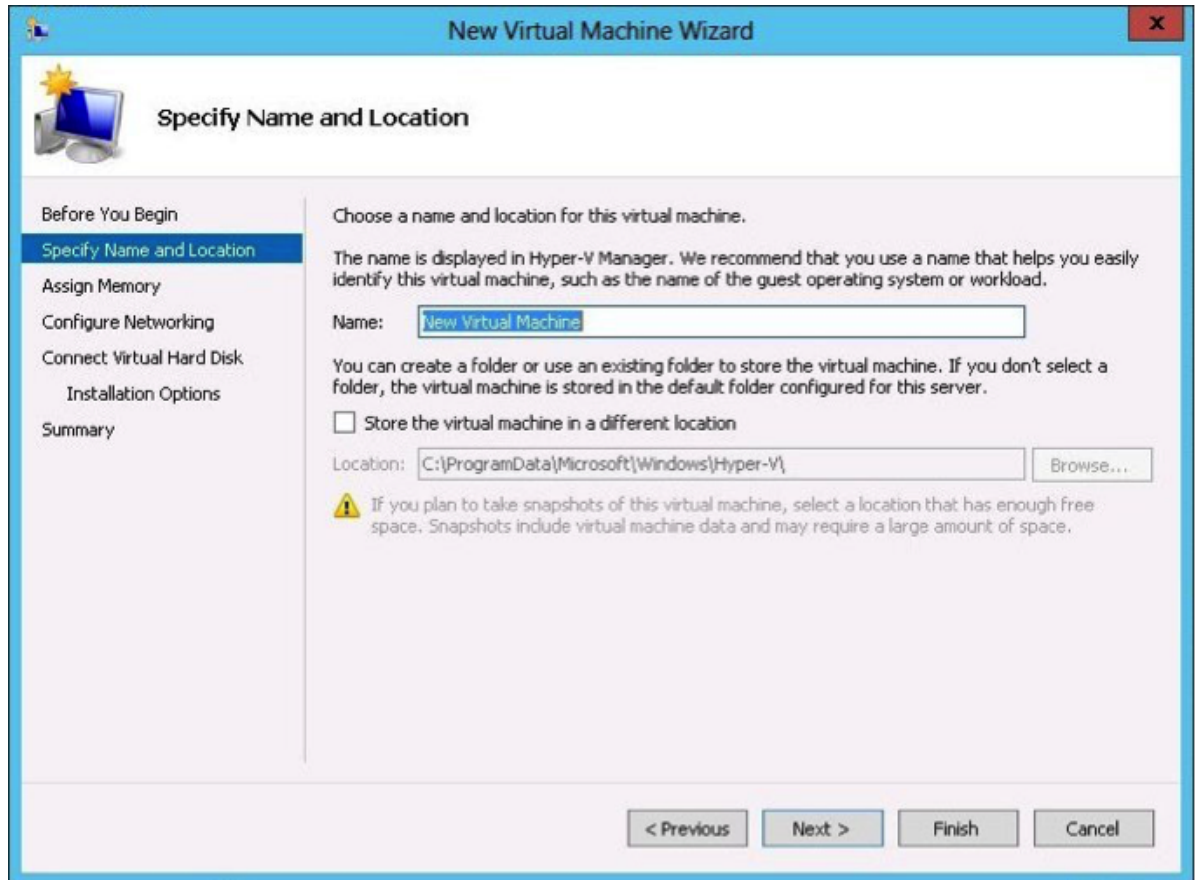 New Virtual Machine Wizard
x
Specify Name and Location
Before You Begin
Specify Name and Location
Assign Memory
Configure Networking
Connect Virtual Hard Disk
Installation Options
Summary
Choose a name and location for this virtual machine.
The name is displayed in Hyper-V Manager. We recommend that you use a name that helps you easily
identify this virtual machine, such as the name of the guest operating system or workload.
Name: New Virtual Machine
You can create a folder or use an existing folder to store the virtual machine. If you don't select a
folder, the virtual machine is stored in the default folder configured for this server.
Store the virtual machine in a different location
Location: C:\ProgramData\Microsoft\Windows\Hyper-V\ Browse...
If you plan to take snapshots of this virtual machine, select a location that has enough free
space. Snapshots include virtual machine data and may require a large amount of space.
< Previous Next > Finish Cancel